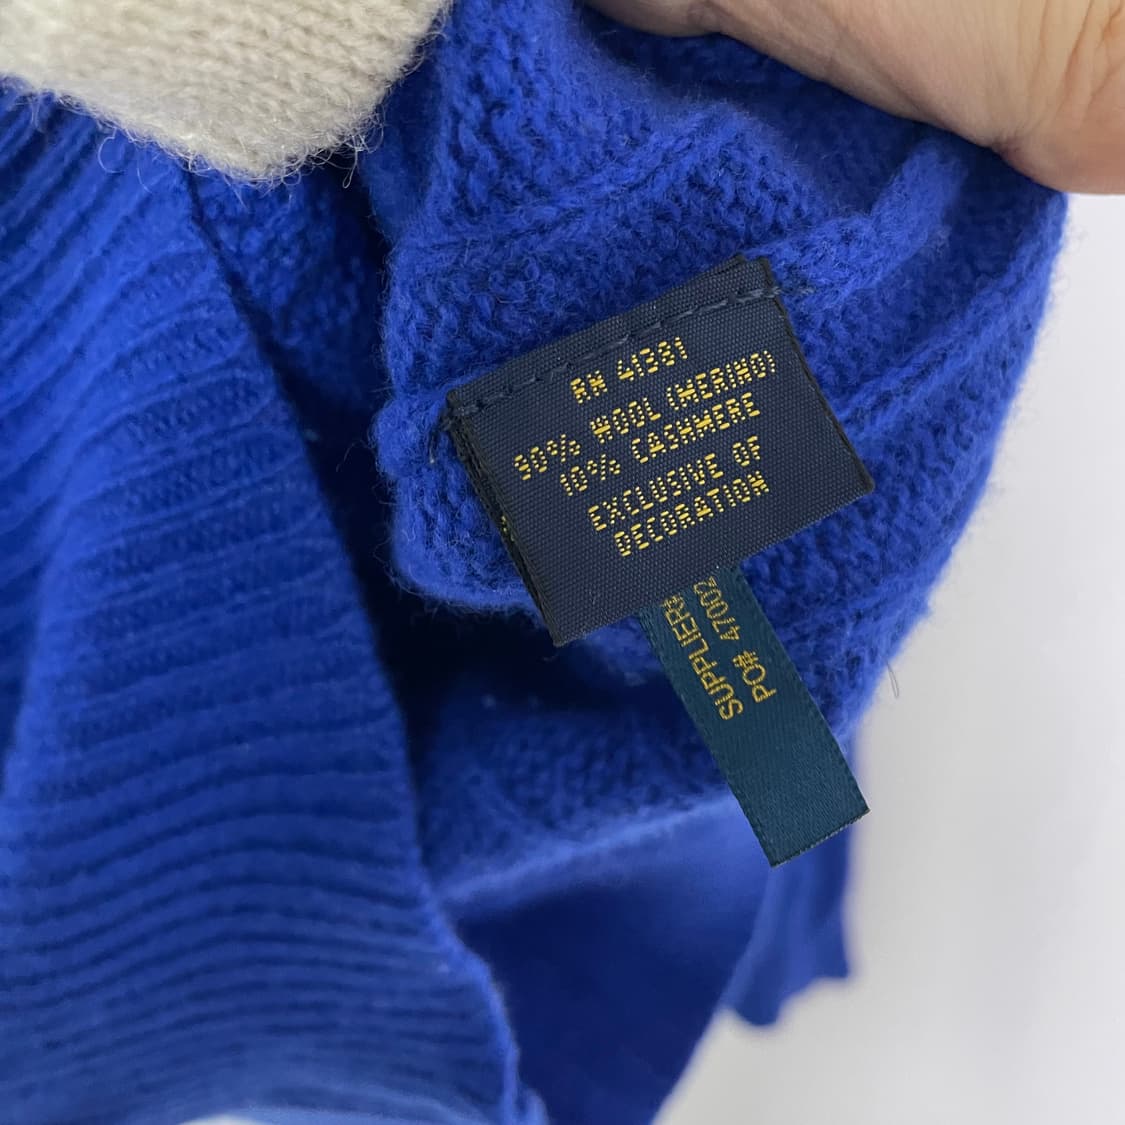 RN 41381
90% WOOL (MERINO)
10% CASHMERE
EXCLUSIVE OF
DECORATION
SUPPLIER#
PO# 47002